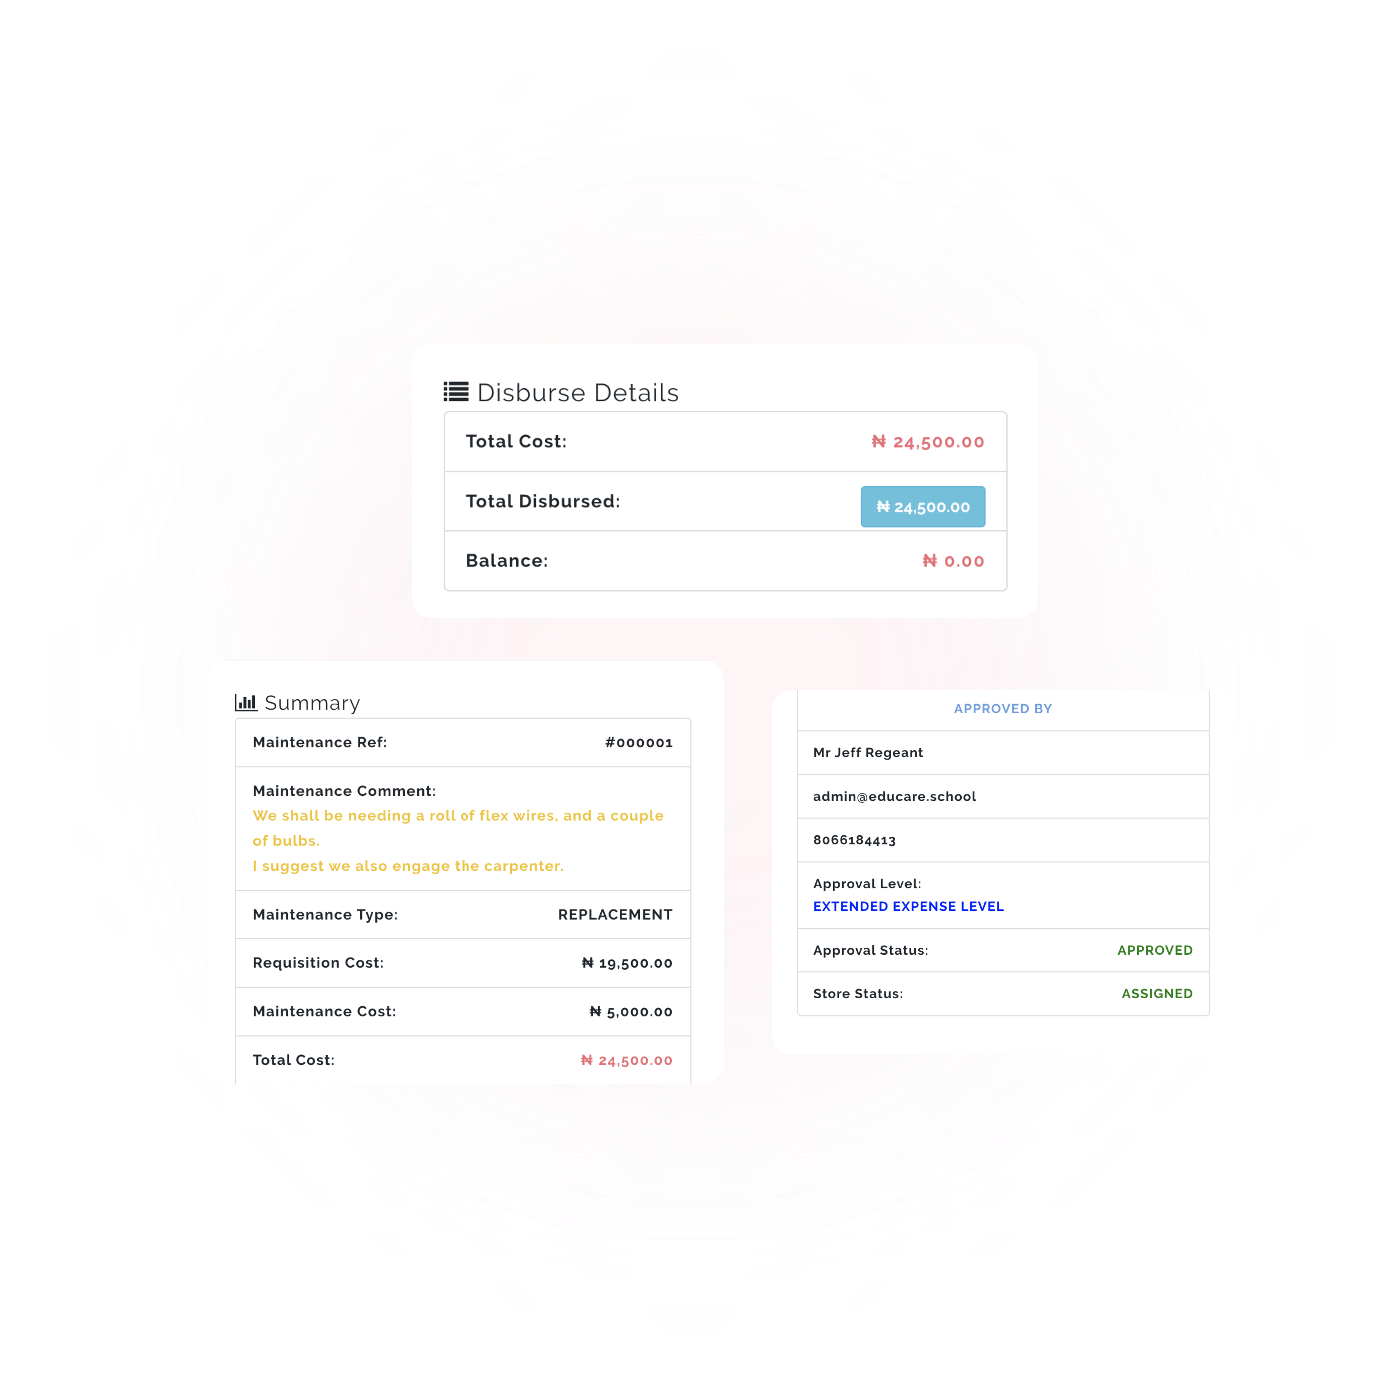 Disburse Details
Total Cost: ₦ 24,500.00
Total Disbursed: ₦ 24,500.00
Balance: ₦ 0.00
Summary
Maintenance Ref: #000001
Maintenance Comment:
We shall be needing a roll of flex wires, and a couple
of bulbs.
I suggest we also engage the carpenter.
Maintenance Type: REPLACEMENT
Requisition Cost: ₦ 19,500.00
Maintenance Cost: ₦ 5,000.00
Total Cost: ₦ 24,500.00
APPROVED BY
Mr Jeff Regeant
admin@educare.school
8066184413
Approval Level:
EXTENDED EXPENSE LEVEL
Approval Status: APPROVED
Store Status: ASSIGNED